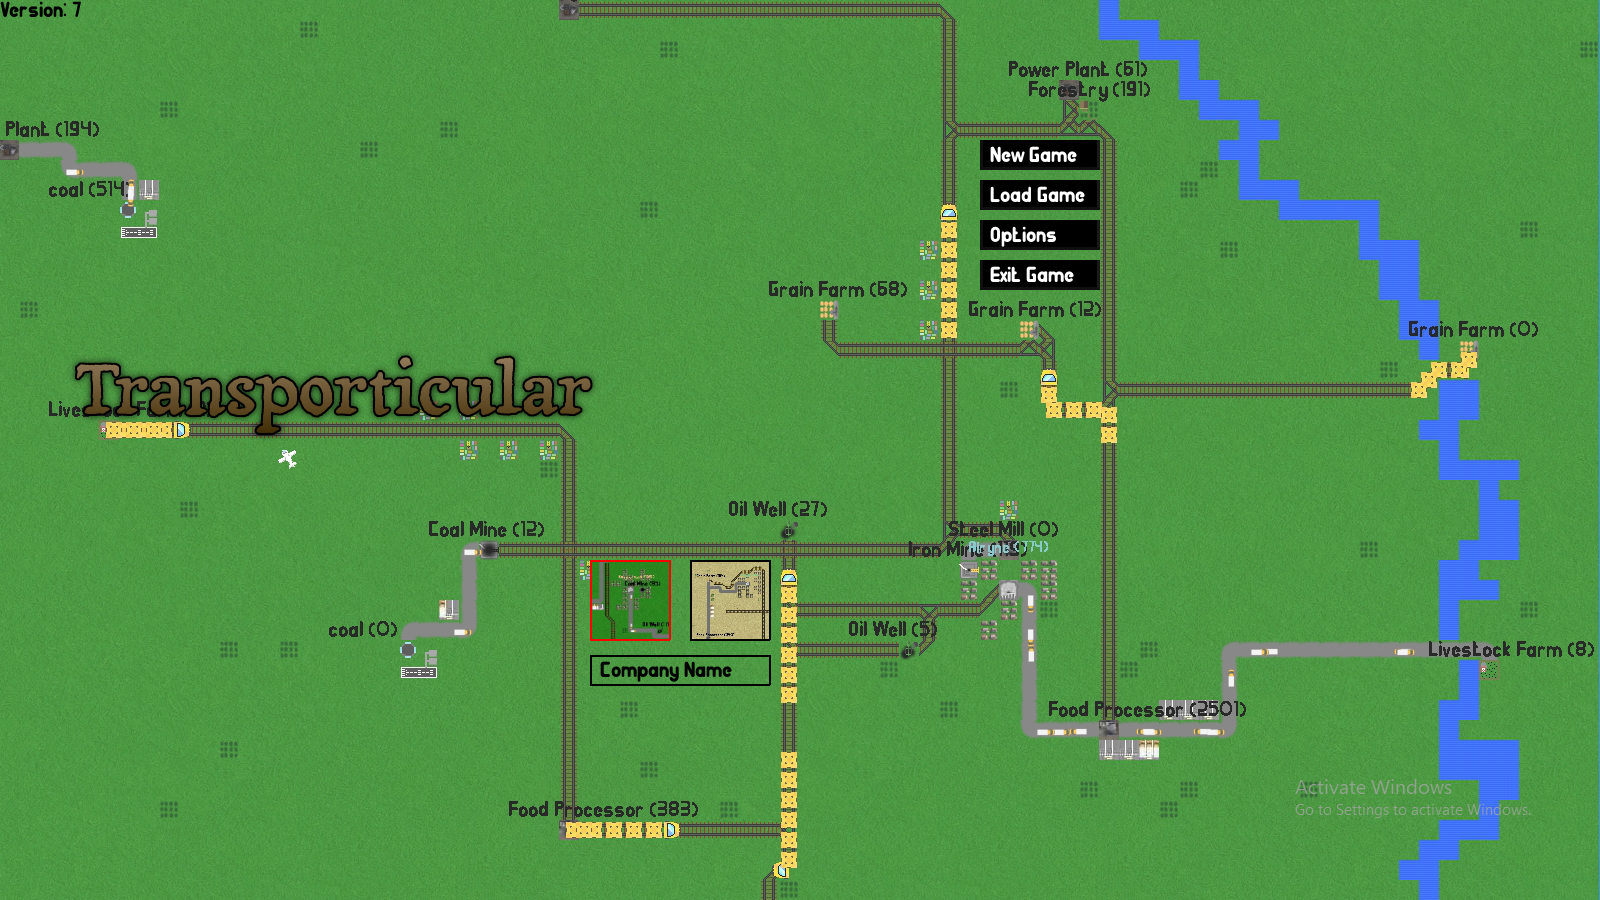 Version: 7
Power Plant (61)
Forestry (191)
Plant (194)
New Game
coal (514
Load Game
Options
Exit Game
Grain Farm (68)
Grain Farm (12)
Grain Farm (0)
Transporticular
Oil Well (27)
Coal Mine (12)
Steel Mill (0)
Iron Mine
(774)
coal (0)
Oil Well (5)
Livestock Farm (8)
Company Name
Food Processor (2501)
Activate Windows
Go to Settings to activate Windows.
Food Processor (383)